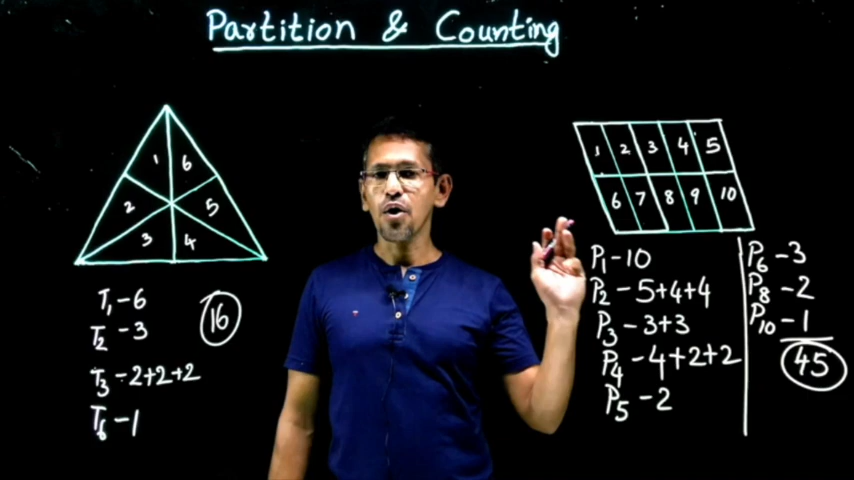 Partition & Counting
1 6
2 5
3 4
T₁ - 6
T₂ - 3
T₃ - 2+2+2
T₆ - 1
16
1 2 3 4 5
6 7 8 9 10
P₁ - 10
P₂ - 5+4+4
P₃ - 3+3
P₄ - 4+2+2
P₅ - 2
P₆ - 3
P₈ - 2
P₁₀ - 1
45